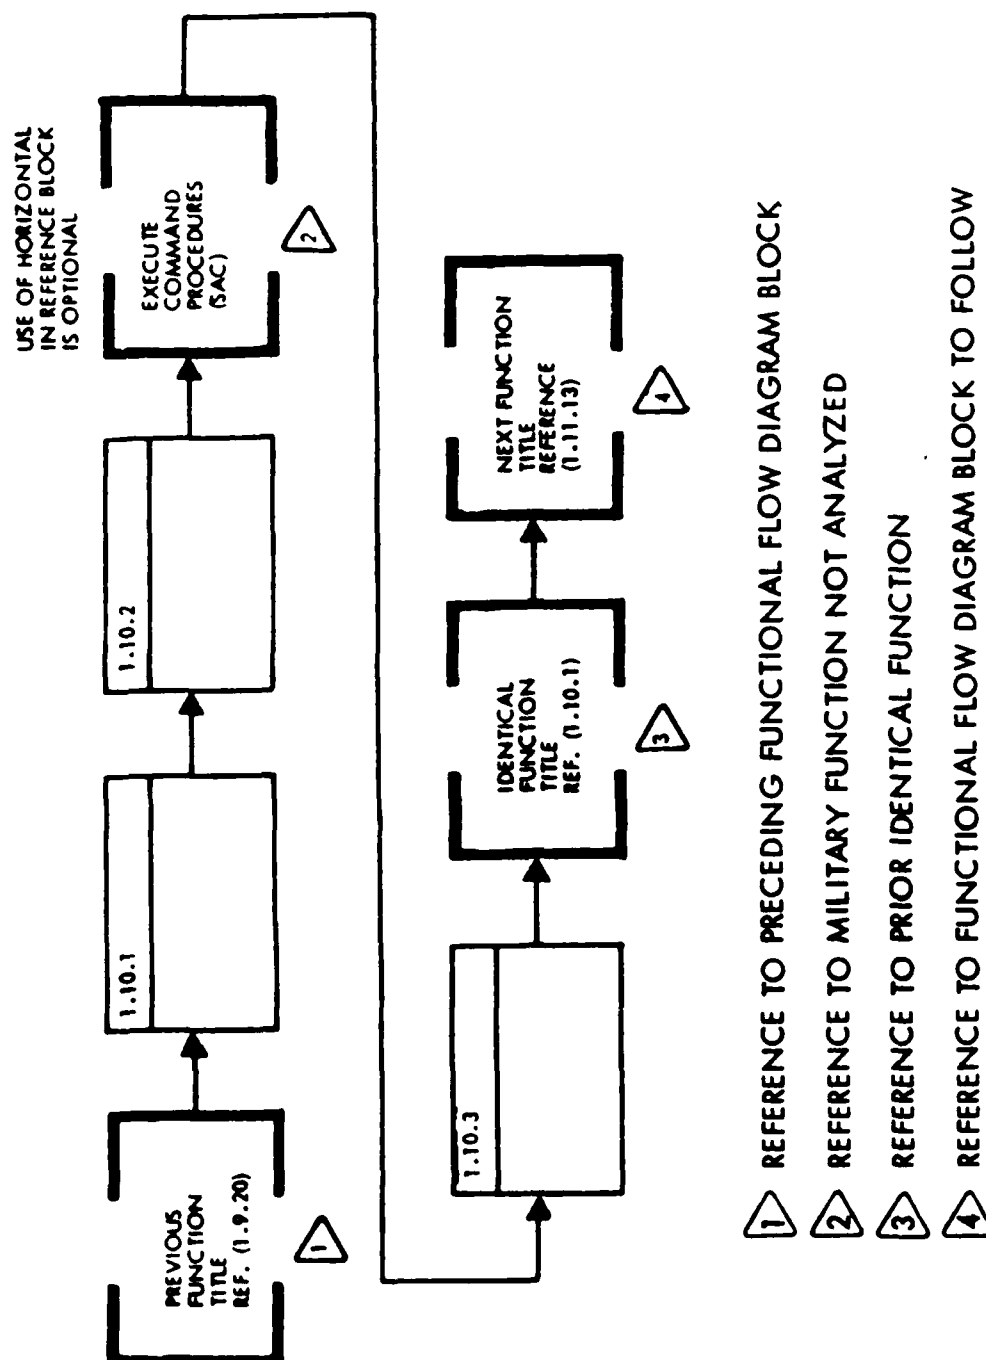 USE OF HORIZONTAL
IN REFERENCE BLOCK
IS OPTIONAL
PREVIOUS
FUNCTION
TITLE
REF. (1.9.20)
1
1.10.1
1.10.2
EXECUTE
COMMAND
PROCEDURES
(SAC)
2
1.10.3
IDENTICAL
FUNCTION
TITLE
REF. (1.10.1)
3
NEXT FUNCTION
TITLE
REFERENCE
(1.11.13)
4
1 REFERENCE TO PRECEDING FUNCTIONAL FLOW DIAGRAM BLOCK
2 REFERENCE TO MILITARY FUNCTION NOT ANALYZED
3 REFERENCE TO PRIOR IDENTICAL FUNCTION
4 REFERENCE TO FUNCTIONAL FLOW DIAGRAM BLOCK TO FOLLOW